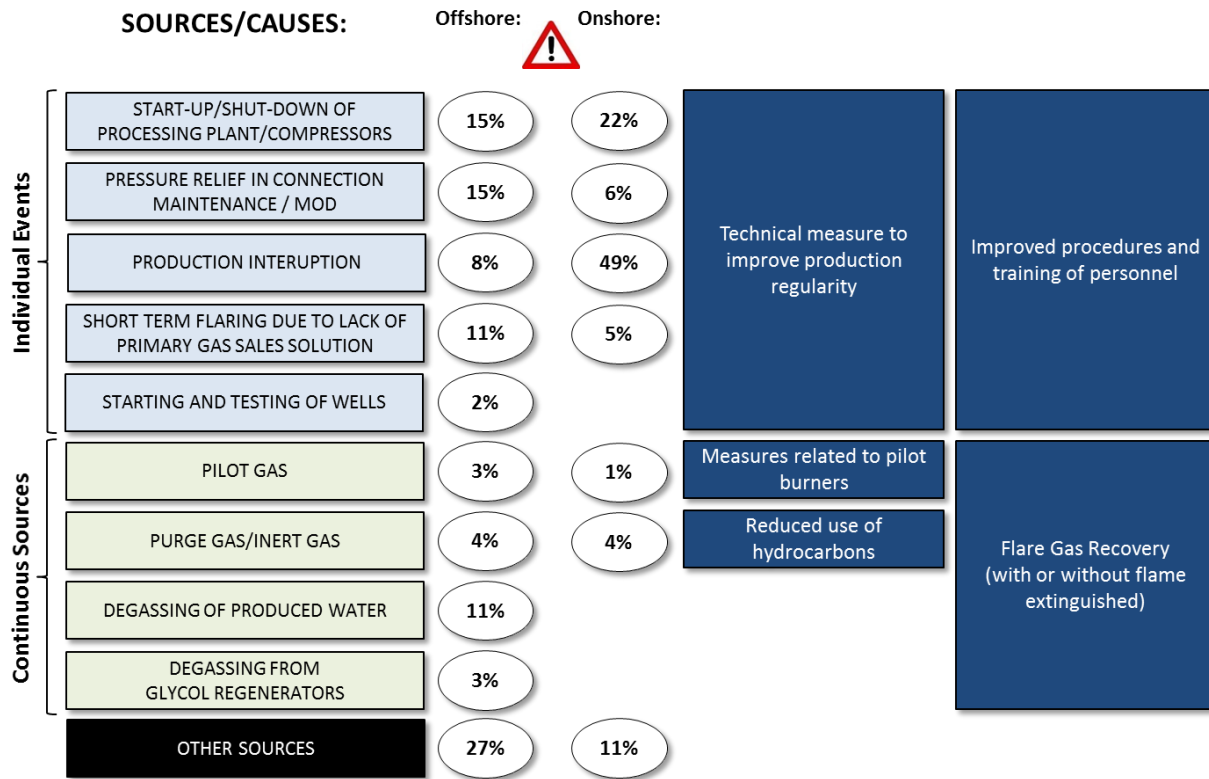 SOURCES/CAUSES:
Offshore:
Onshore:
!
Individual Events
START-UP/SHUT-DOWN OF
PROCESSING PLANT/COMPRESSORS
15%
22%
PRESSURE RELIEF IN CONNECTION
MAINTENANCE / MOD
15%
6%
PRODUCTION INTERUPTION
8%
49%
SHORT TERM FLARING DUE TO LACK OF
PRIMARY GAS SALES SOLUTION
11%
5%
STARTING AND TESTING OF WELLS
2%
Technical measure to
improve production
regularity
Improved procedures and
training of personnel
Continuous Sources
PILOT GAS
3%
1%
Measures related to pilot
burners
PURGE GAS/INERT GAS
4%
4%
Reduced use of
hydrocarbons
DEGASSING OF PRODUCED WATER
11%
DEGASSING FROM
GLYCOL REGENERATORS
3%
Flare Gas Recovery
(with or without flame
extinguished)
OTHER SOURCES
27%
11%